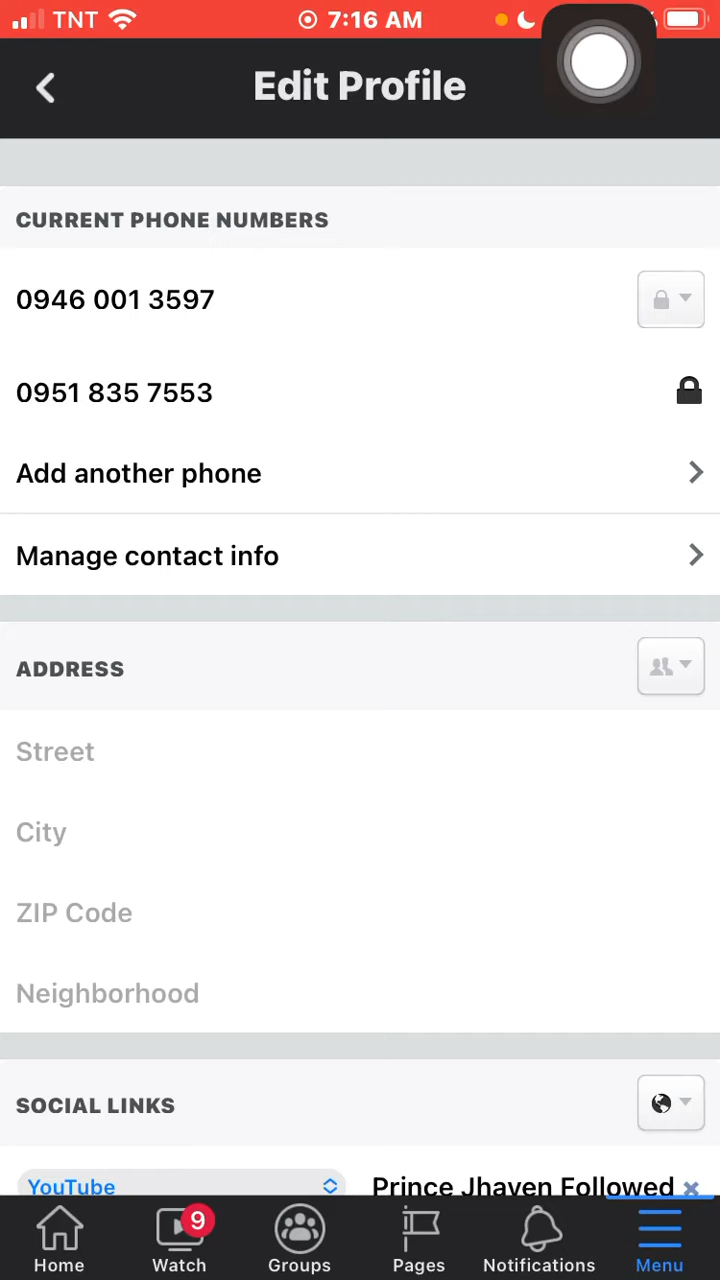 TNT 7:16 AM
Edit Profile
CURRENT PHONE NUMBERS
0946 001 3597
0951 835 7553
Add another phone
Manage contact info
ADDRESS
Street
City
ZIP Code
Neighborhood
SOCIAL LINKS
YouTube Prince Jhaven Followed
9
Home Watch Groups Pages Notifications Menu